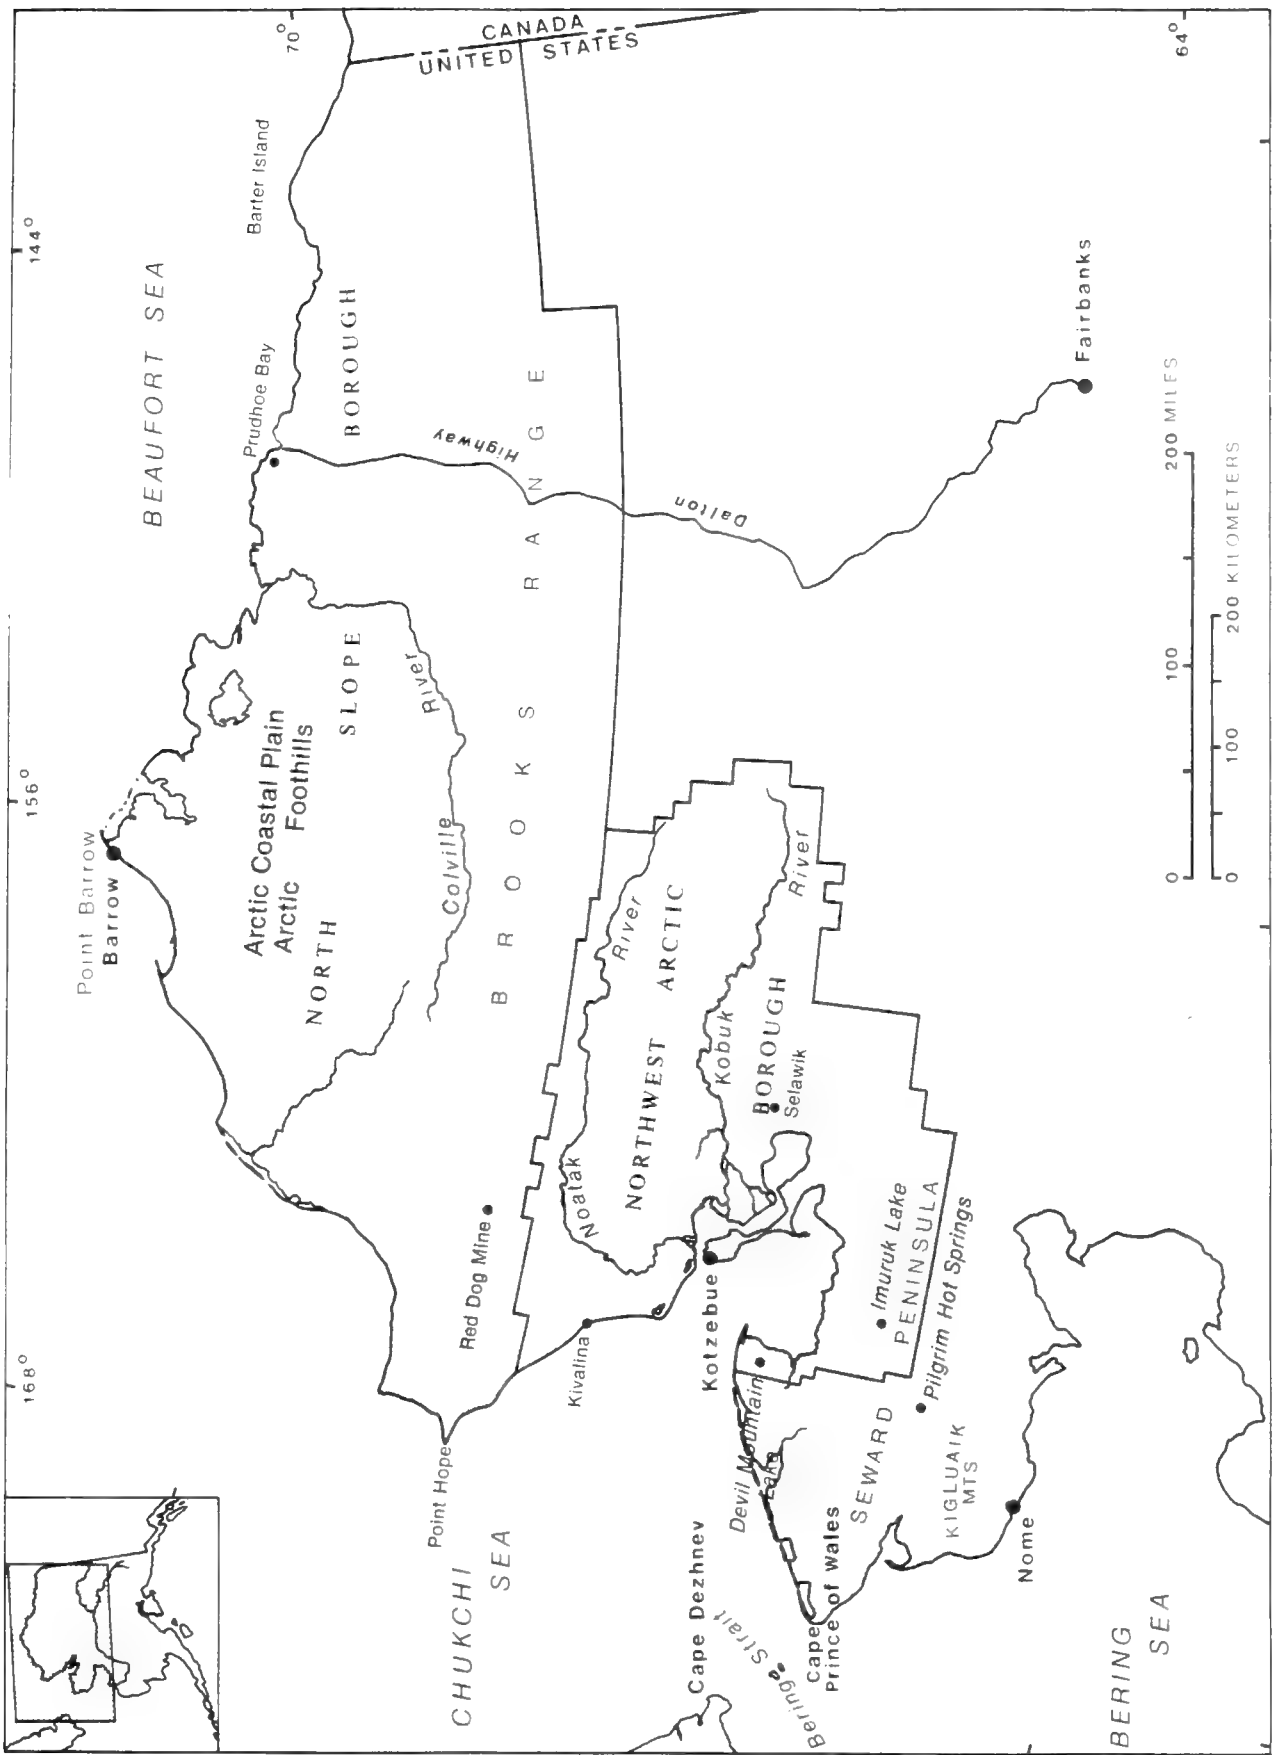 168°
156°
144°
70°
64°
CANADA
UNITED STATES
BEAUFORT SEA
Barter Island
Prudhoe Bay
Point Barrow
Barrow
Arctic Coastal Plain
Arctic Foothills
NORTH SLOPE BOROUGH
Colville River
BROOKS RANGE
Dalton Highway
Fairbanks
CHUKCHI
SEA
Point Hope
Red Dog Mine
Kivalina
Noatak River
NORTHWEST ARCTIC
BOROUGH
Kobuk River
Selawik
Kotzebue
Devil Mountain
Lake
Imuruk Lake
SEWARD PENINSULA
Pilgrim Hot Springs
KIGLUAIK
MTS
Nome
Cape Dezhnev
Bering Strait
Cape
Prince of Wales
BERING
SEA
0 100 200 MILES
0 100 200 KILOMETERS